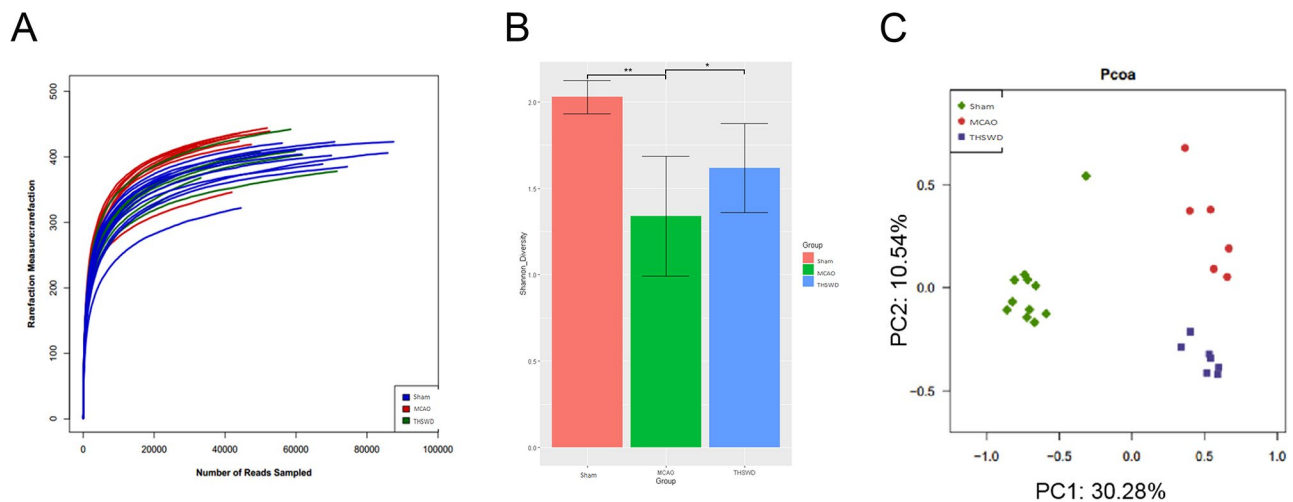 A
Rarefaction Measure:rarefaction
500
400
300
200
100
0
0 20000 40000 60000 80000 100000
Number of Reads Sampled
Sham
MCAO
THSWD
B
Shannon_Diversity
2.0
1.5
1.0
0.5
0.0
** *
Sham MCAO THSWD
Group
Group
Sham
MCAO
THSWD
C
Pcoa
Sham
MCAO
THSWD
PC2: 10.54%
0.5
0.0
−0.5
−1.0 −0.5 0.0 0.5 1.0
PC1: 30.28%